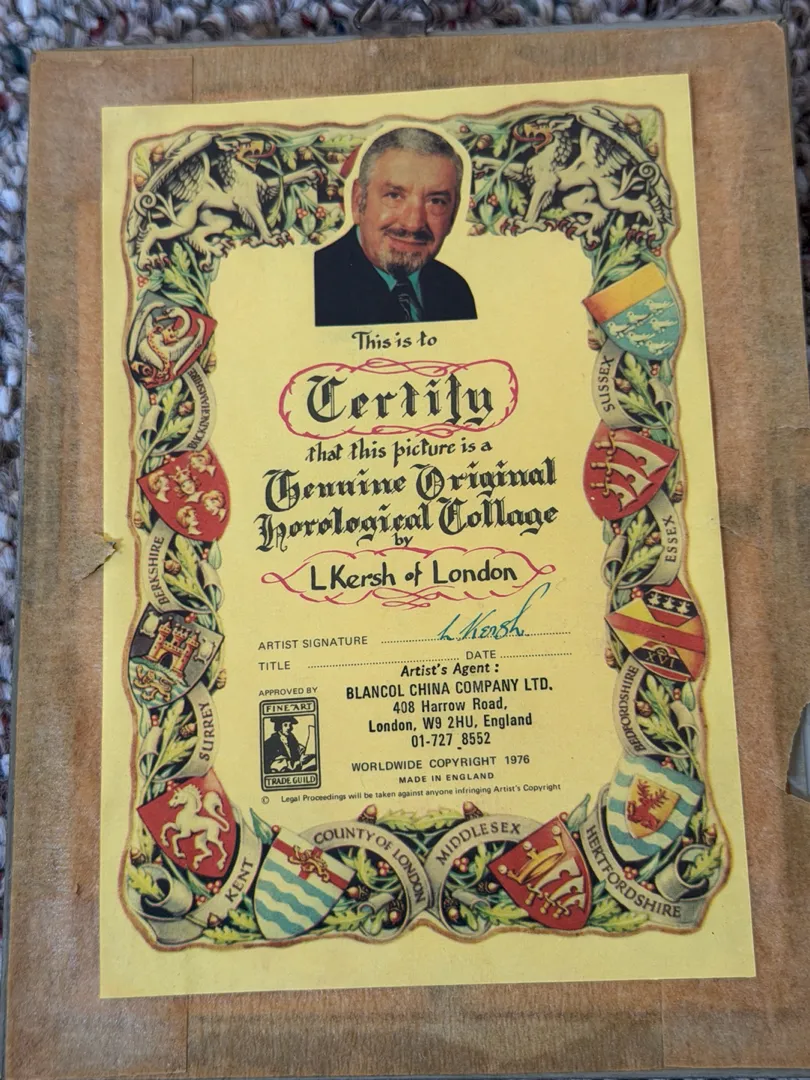 This is to
Certify
that this picture is a
Genuine Original
Horological Collage
by
L Kersh of London
ARTIST SIGNATURE L Kersh
TITLE DATE
Artist's Agent :
APPROVED BY
BLANCOL CHINA COMPANY LTD.
408 Harrow Road,
London, W9 2HU, England
01-727 8552
FINE ART
TRADE GUILD
WORLDWIDE COPYRIGHT 1976
MADE IN ENGLAND
© Legal Proceedings will be taken against anyone infringing Artist's Copyright
BUCKINGHAMSHIRE
BERKSHIRE
SURREY
KENT
COUNTY OF LONDON
MIDDLESEX
HERTFORDSHIRE
BEDFORDSHIRE
ESSEX
SUSSEX